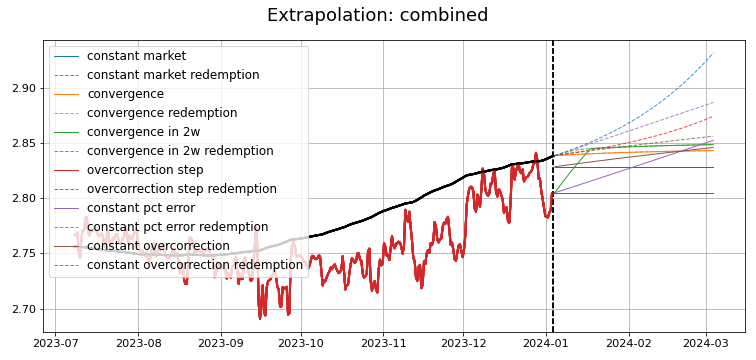 Extrapolation: combined
2.90
2.85
2.80
2.75
2.70
constant market
constant market redemption
convergence
convergence redemption
convergence in 2w
convergence in 2w redemption
overcorrection step
overcorrection step redemption
constant pct error
constant pct error redemption
constant overcorrection
constant overcorrection redemption
2023-07 2023-08 2023-09 2023-10 2023-11 2023-12 2024-01 2024-02 2024-03